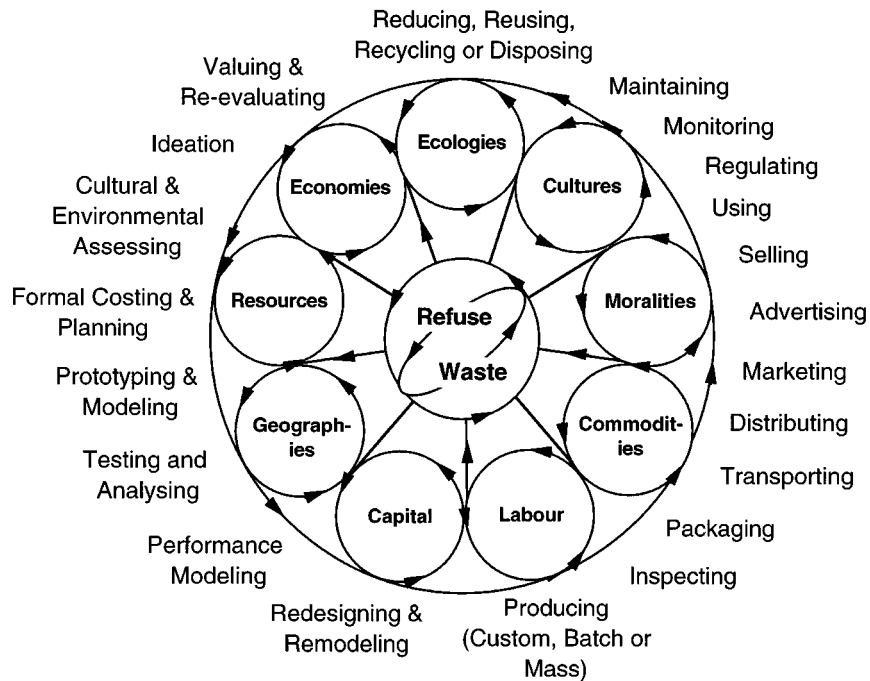 Reducing, Reusing,
Recycling or Disposing
Valuing &
Re-evaluating
Ideation
Cultural &
Environmental
Assessing
Formal Costing &
Planning
Prototyping &
Modeling
Testing and
Analysing
Performance
Modeling
Redesigning &
Remodeling
Producing
(Custom, Batch or
Mass)
Inspecting
Packaging
Transporting
Distributing
Marketing
Advertising
Selling
Using
Regulating
Monitoring
Maintaining
Ecologies
Cultures
Moralities
Commodit-
ies
Labour
Capital
Geograph-
ies
Resources
Economies
Refuse
Waste